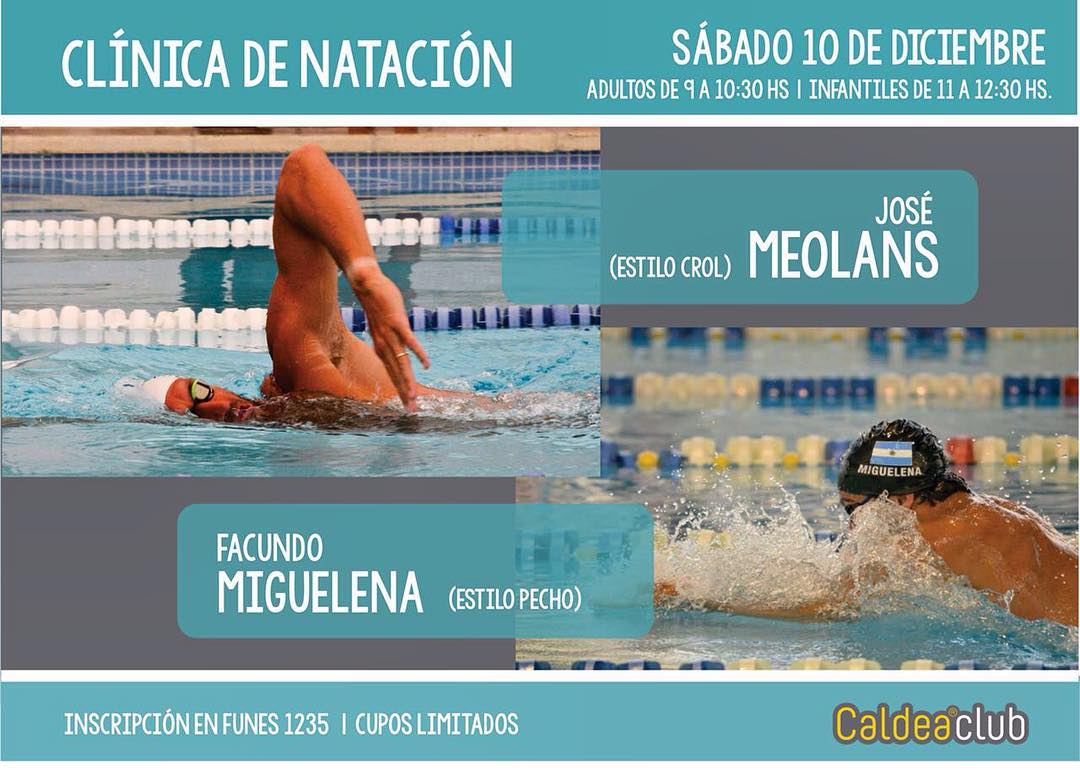 CLÍNICA DE NATACIÓN
SÁBADO 10 DE DICIEMBRE
ADULTOS DE 9 A 10:30 HS | INFANTILES DE 11 A 12:30 HS.
JOSÉ
(ESTILO CROL) MEOLANS
MIGUELENA
FACUNDO
MIGUELENA (ESTILO PECHO)
INSCRIPCIÓN EN FUNES 1235 | CUPOS LIMITADOS
Caldea®club